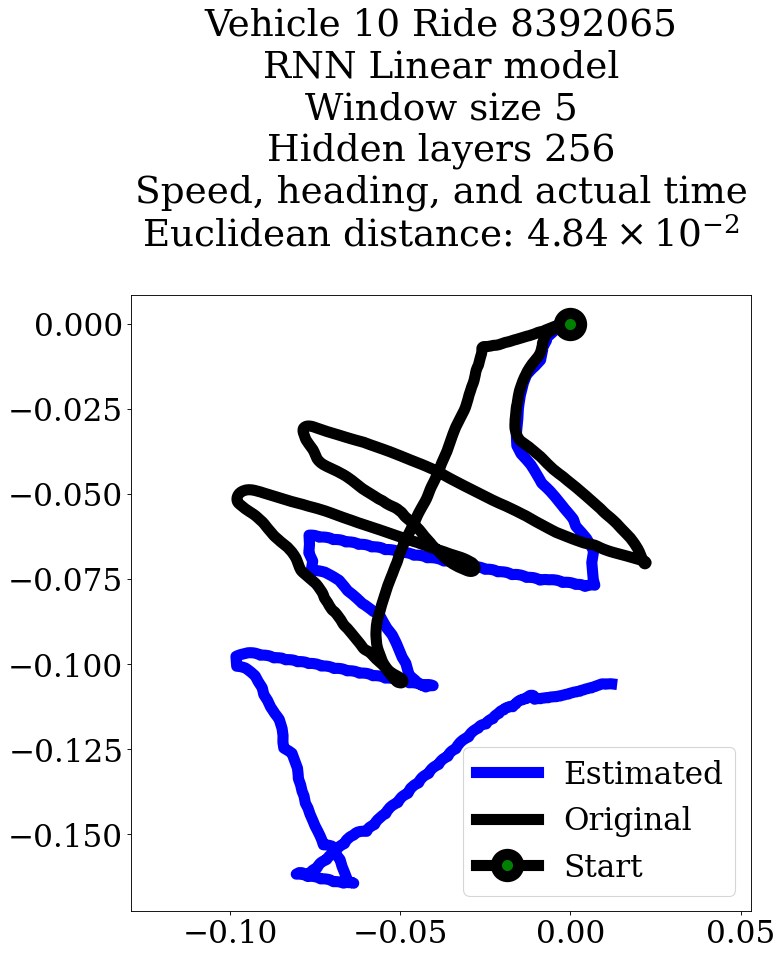 Vehicle 10 Ride 8392065
RNN Linear model
Window size 5
Hidden layers 256
Speed, heading, and actual time
Euclidean distance: 4.84 × 10⁻²
0.000
−0.025
−0.050
−0.075
−0.100
−0.125
−0.150
Estimated
Original
Start
−0.10
−0.05
0.00
0.05